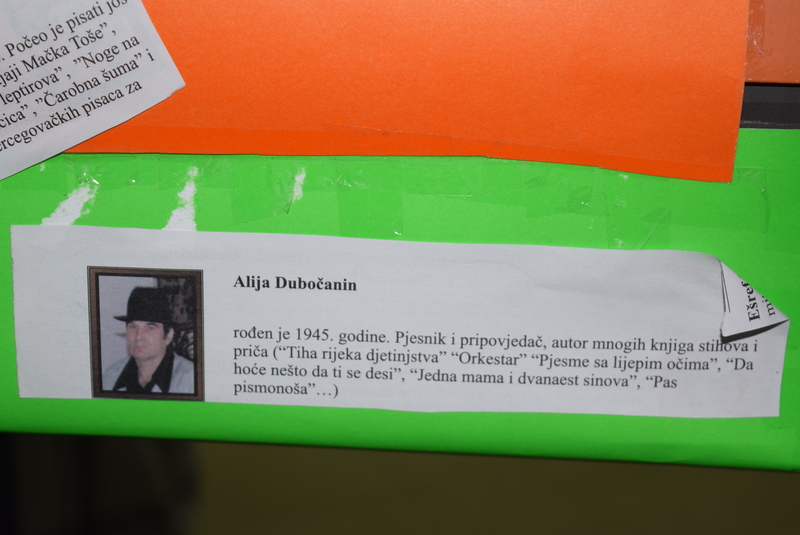 . Počeo je pisati još
jaji Mačka Toše”,
leptirova”, ”Noge na
cica”,”Čarobna šuma” i
ercegovačkih pisaca za
Alija Dubočanin
rođen je 1945. godine. Pjesnik i pripovjedač, autor mnogih knjiga stihova i
priča (“Tiha rijeka djetinjstva” “Orkestar” “Pjesme sa lijepim očima”, “Da
hoće nešto da ti se desi”, “Jedna mama i dvanaest sinova”, “Pas
pismonoša”…)
Ešref